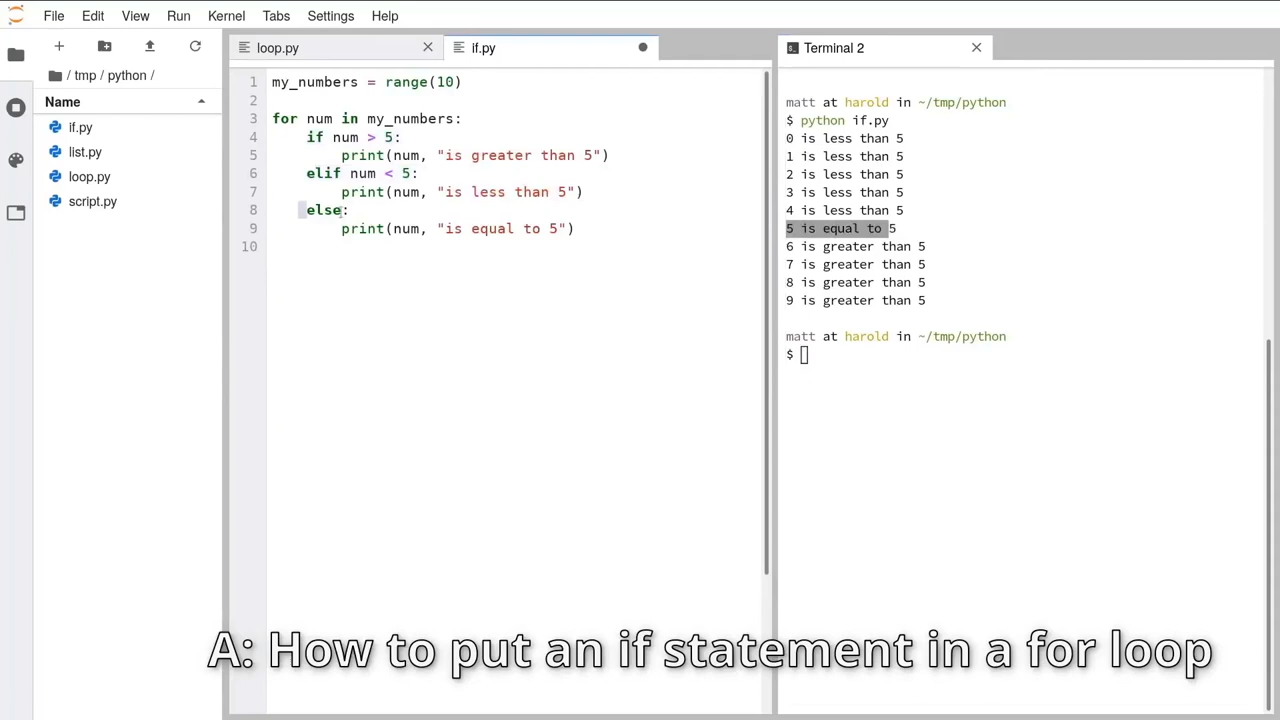 File Edit View Run Kernel Tabs Settings Help
/ tmp / python /
Name
if.py
list.py
loop.py
script.py
loop.py
if.py
1 my_numbers = range(10)
2
3 for num in my_numbers:
4     if num > 5:
5         print(num, "is greater than 5")
6     elif num < 5:
7         print(num, "is less than 5")
8     else:
9         print(num, "is equal to 5")
10
Terminal 2
matt at harold in ~/tmp/python
$ python if.py
0 is less than 5
1 is less than 5
2 is less than 5
3 is less than 5
4 is less than 5
5 is equal to 5
6 is greater than 5
7 is greater than 5
8 is greater than 5
9 is greater than 5
matt at harold in ~/tmp/python
$
A: How to put an if statement in a for loop